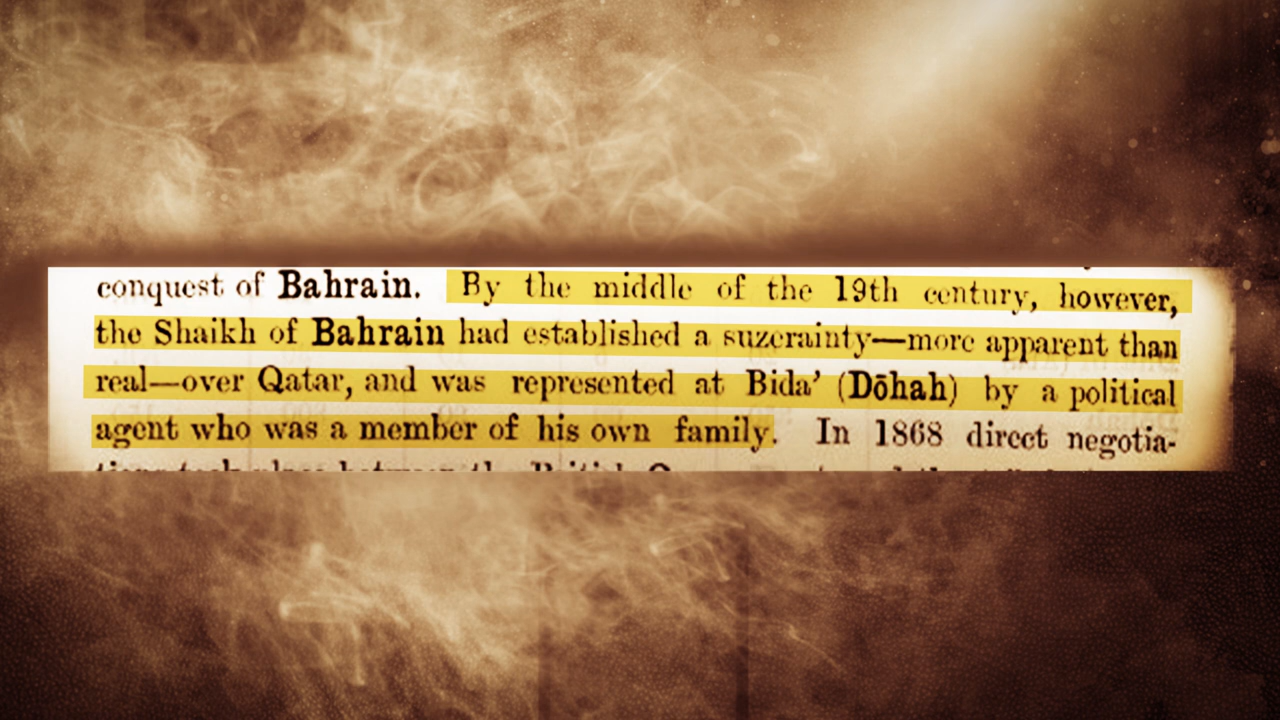 conquest of Bahrain. By the middle of the 19th century, however,
the Shaikh of Bahrain had established a suzerainty—more apparent than
real—over Qatar, and was represented at Bida’ (Dōhah) by a political
agent who was a member of his own family. In 1868 direct negotia-